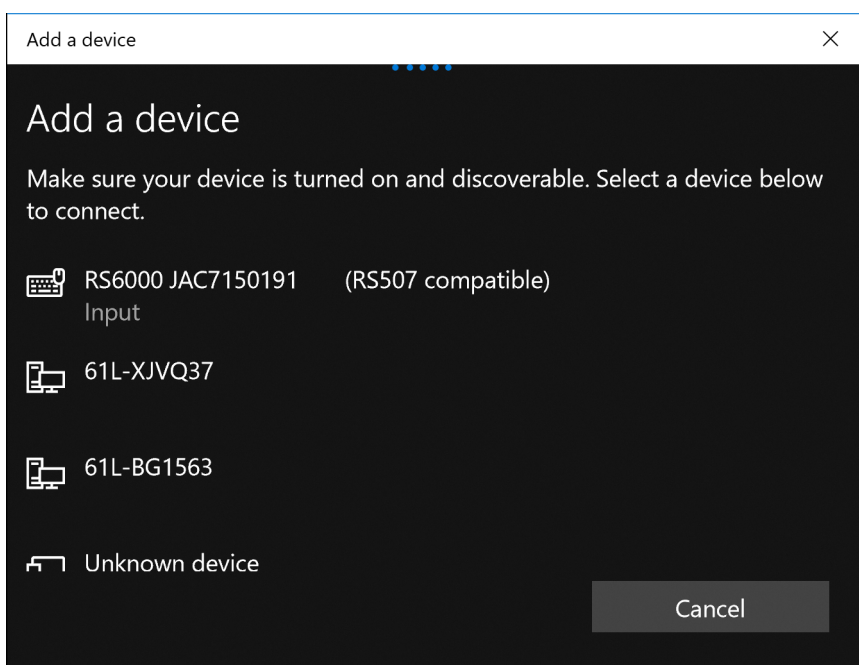 Add a device
Add a device
Make sure your device is turned on and discoverable. Select a device below
to connect.
RS6000 JAC7150191 (RS507 compatible)
Input
61L-XJVQ37
61L-BG1563
Unknown device
Cancel